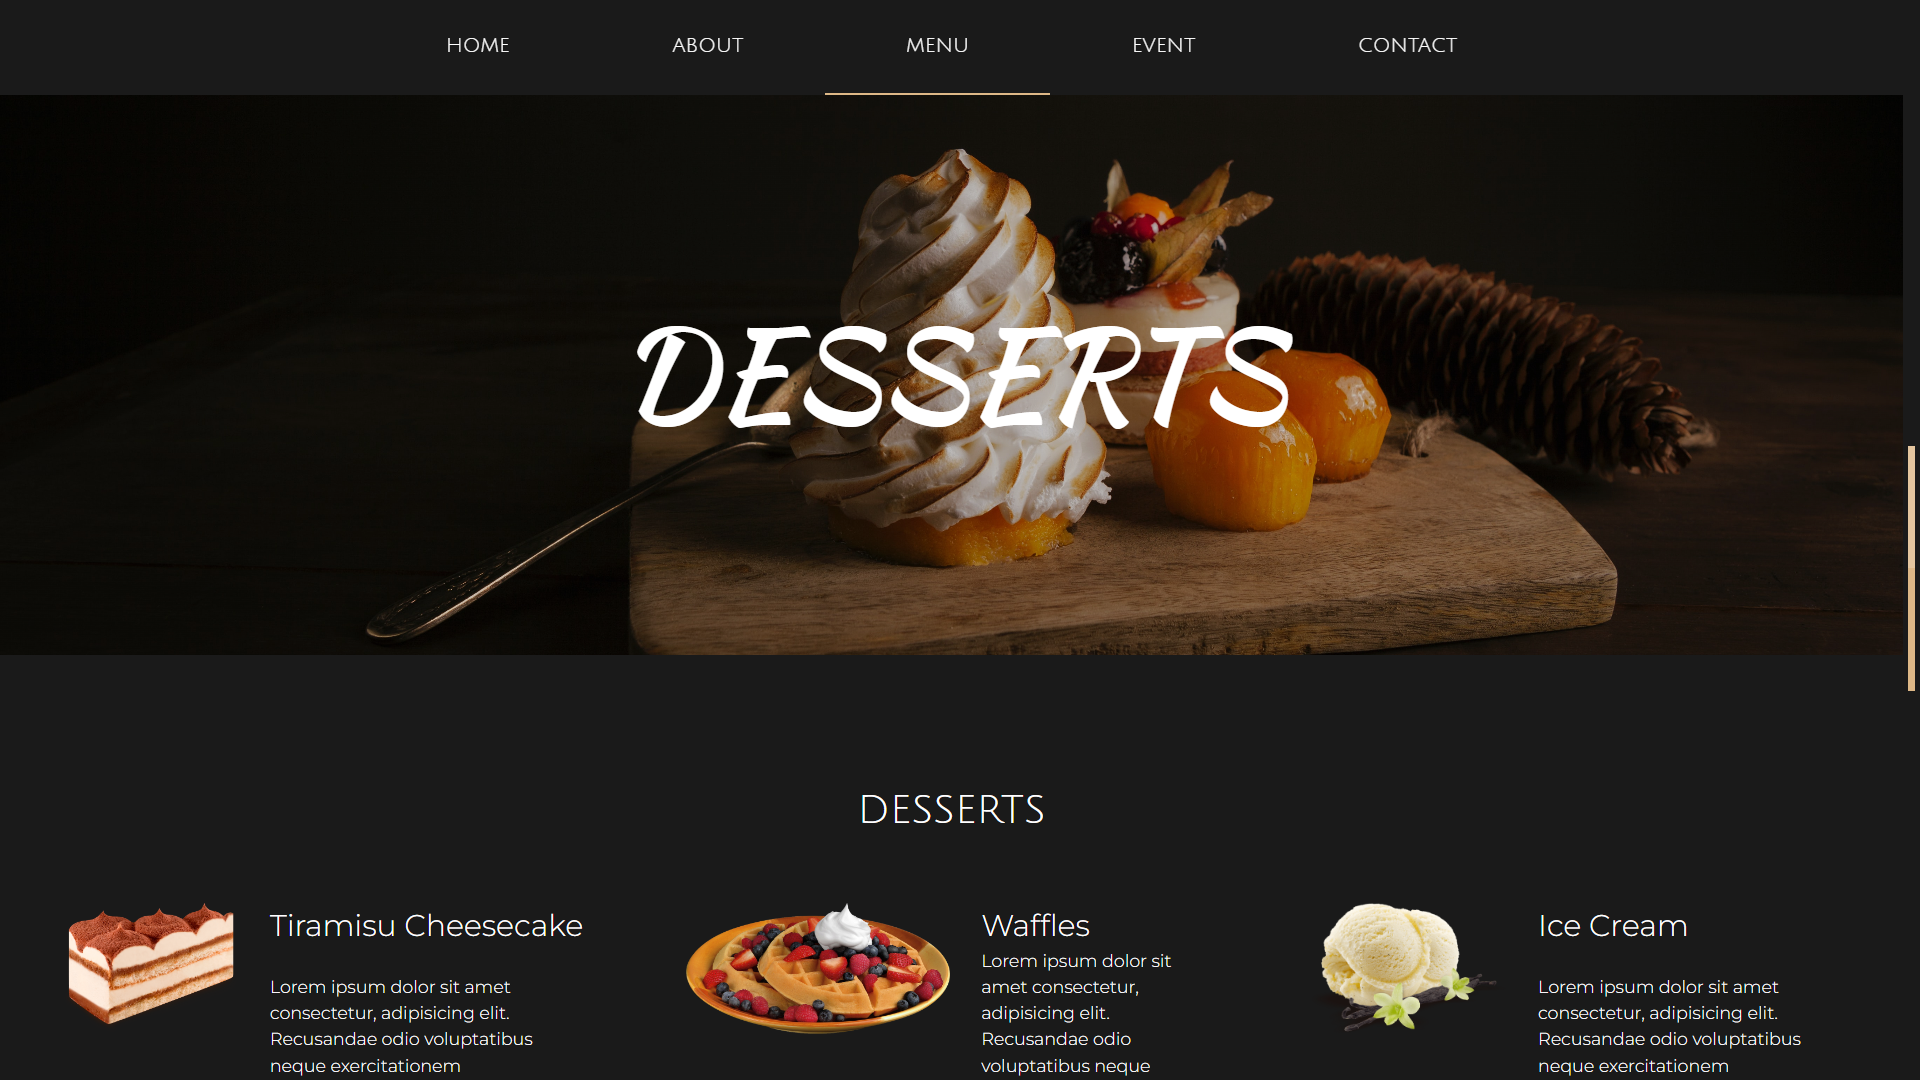 HOME ABOUT MENU EVENT CONTACT
DESSERTS
DESSERTS
Tiramisu Cheesecake
Lorem ipsum dolor sit amet
consectetur, adipisicing elit.
Recusandae odio voluptatibus
neque exercitationem
Waffles
Lorem ipsum dolor sit
amet consectetur,
adipisicing elit.
Recusandae odio
voluptatibus neque
Ice Cream
Lorem ipsum dolor sit amet
consectetur, adipisicing elit.
Recusandae odio voluptatibus
neque exercitationem